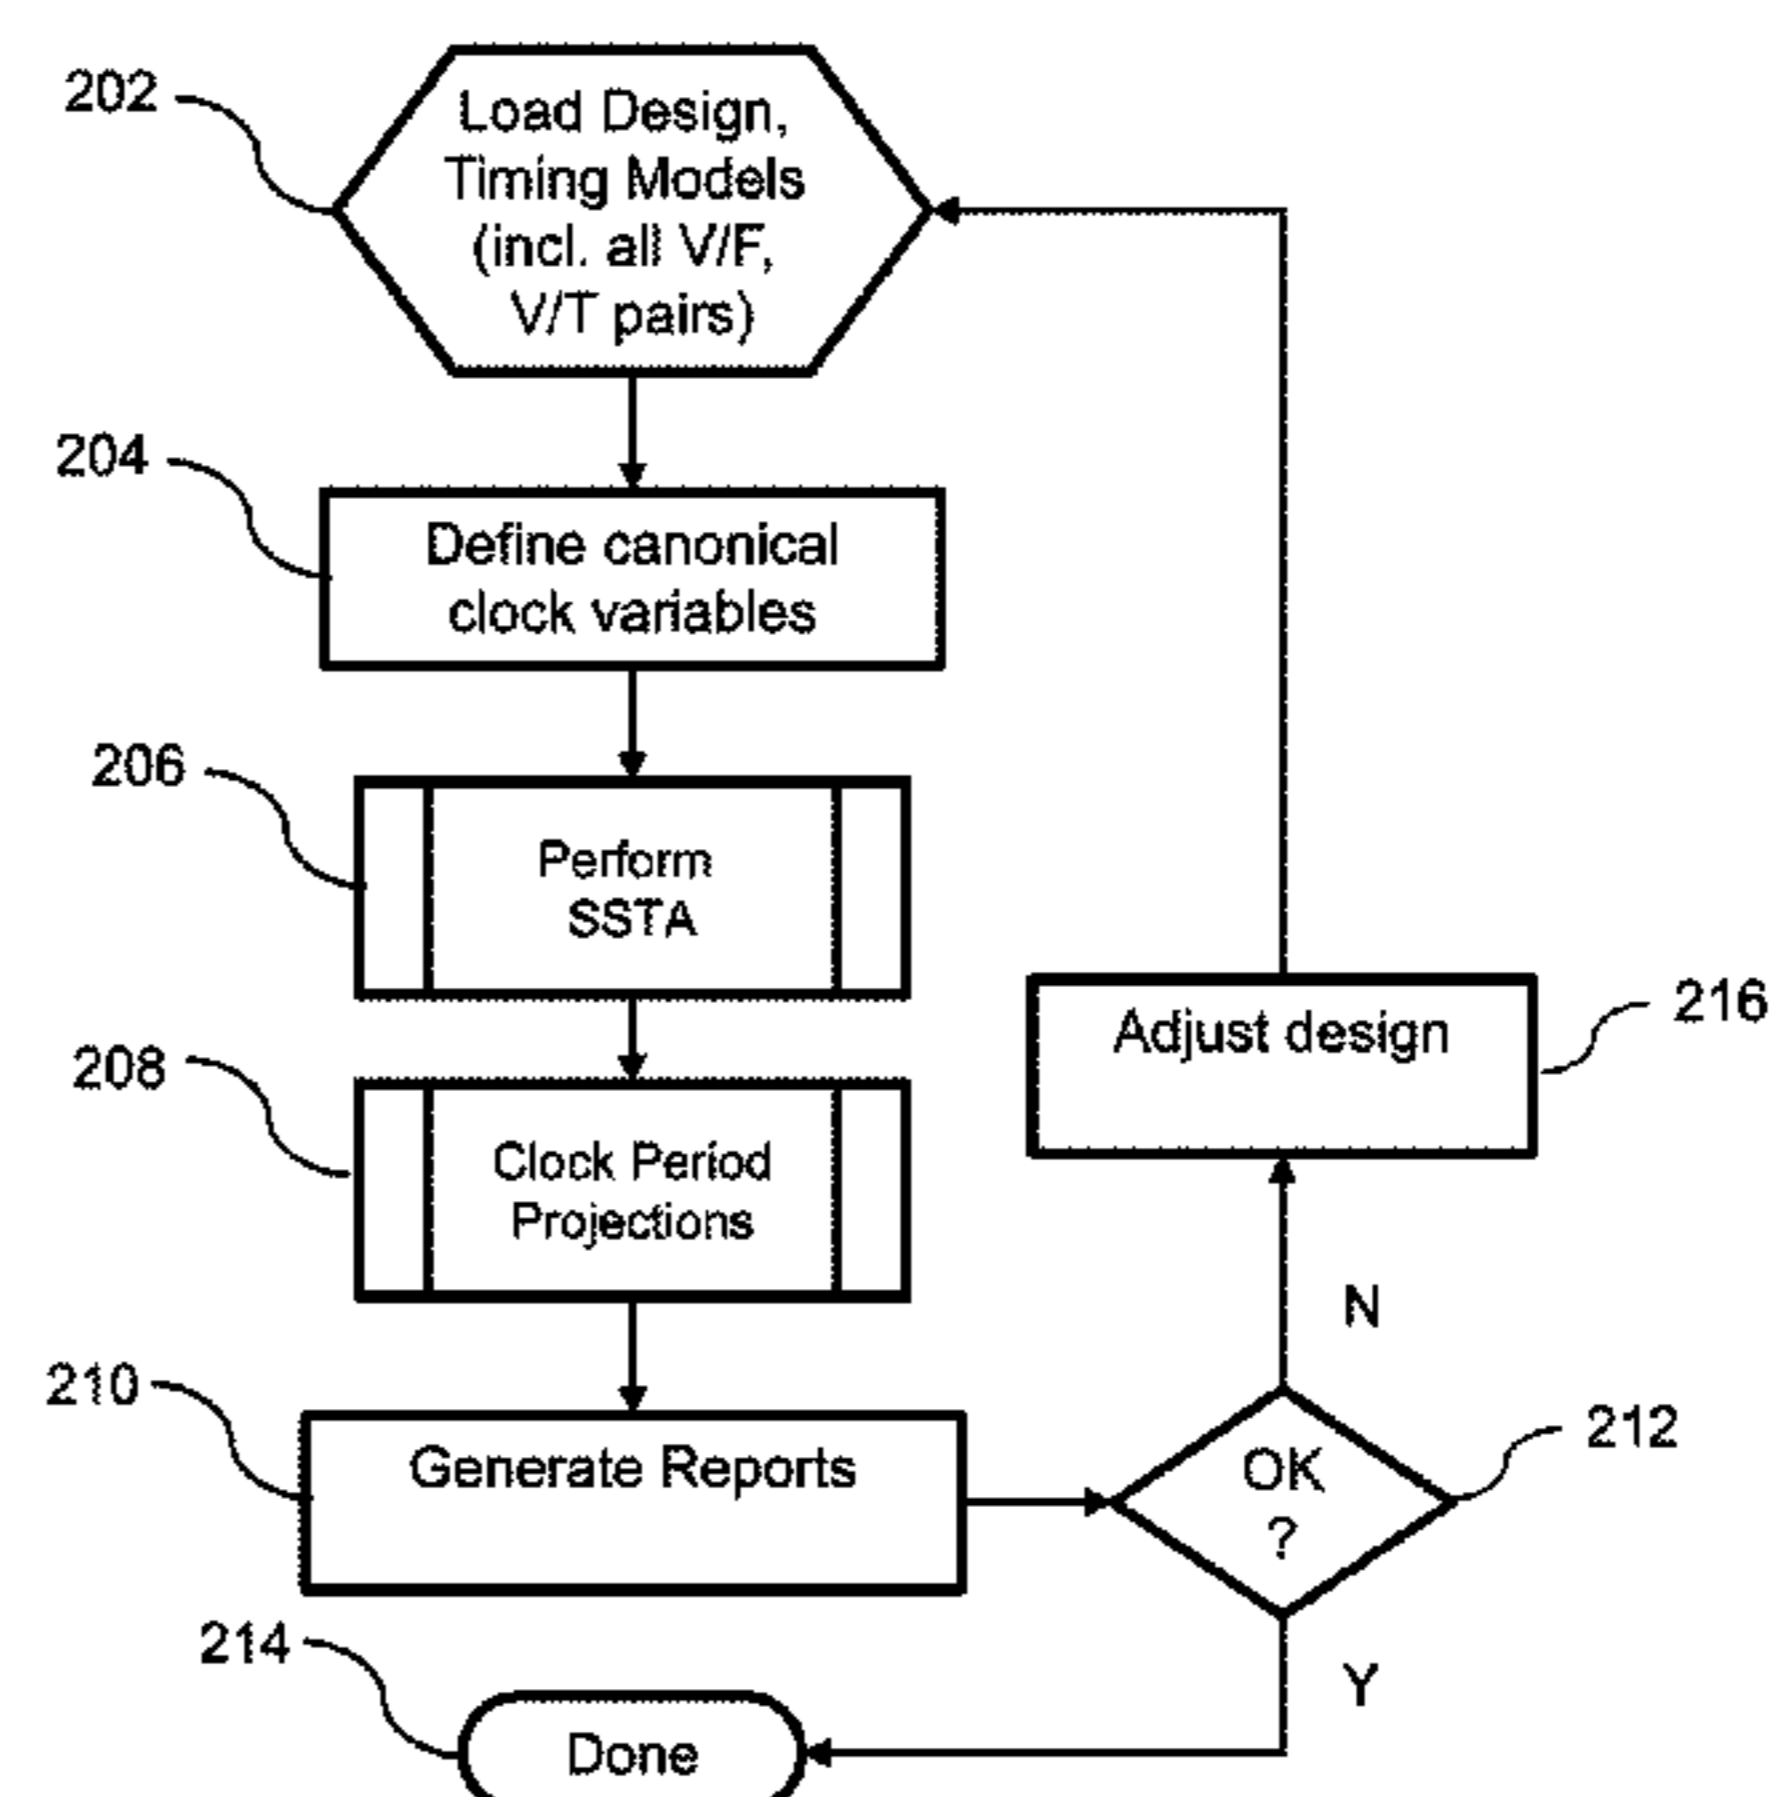 202
Load Design,
Timing Models
(incl. all V/F,
V/T pairs)
204
Define canonical
clock variables
206
Perform
SSTA
208
Clock Period
Projections
216
Adjust design
N
210
Generate Reports
212
OK
?
Y
214
Done